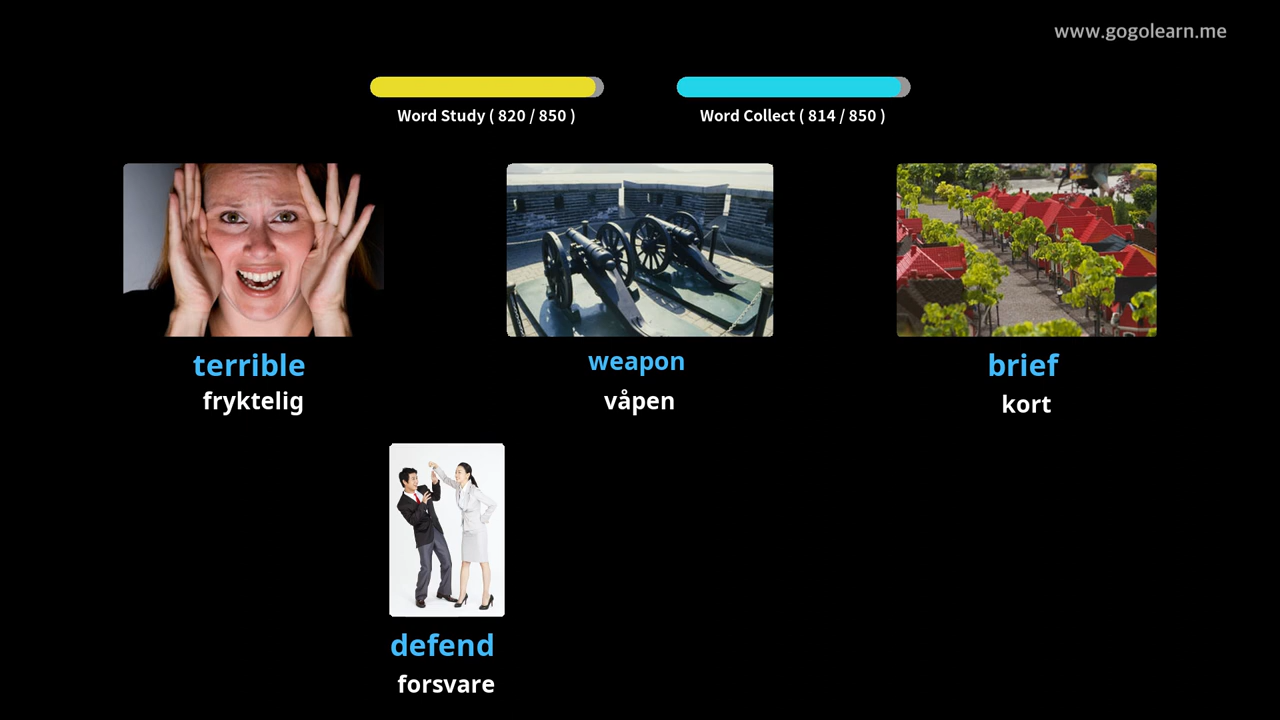 www.gogolearn.me
Word Study ( 820 / 850 )
Word Collect ( 814 / 850 )
terrible
fryktelig
weapon
våpen
brief
kort
defend
forsvare